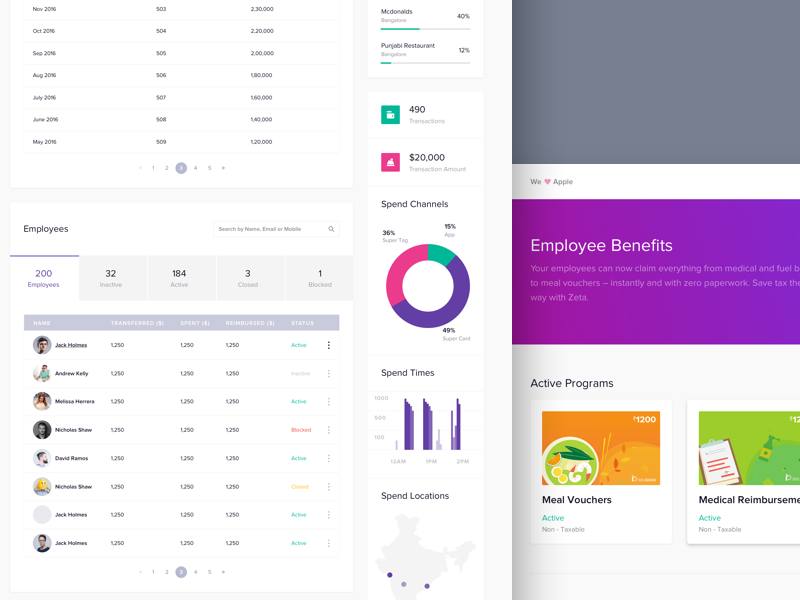 Nov 2016 503 2,30,000
Oct 2016 504 2,20,000
Sep 2016 505 2,00,000
Aug 2016 506 1,80,000
July 2016 507 1,60,000
June 2016 508 1,40,000
May 2016 509 1,20,000
1 2 3 4 5
Employees
Search by Name, Email or Mobile
200 32 184 3 1
Employees Inactive Active Closed Blocked
NAME TRANSFERRED ($) SPENT ($) REIMBURSED ($) STATUS
Jack Holmes 1,250 1,250 1,250 Active
Andrew Kelly 1,250 1,250 1,250 Inactive
Melissa Herrera 1,250 1,250 1,250 Active
Nicholas Shaw 1,250 1,250 1,250 Blocked
David Ramos 1,250 1,250 1,250 Active
Nicholas Shaw 1,250 1,250 1,250 Closed
Jack Holmes 1,250 1,250 1,250 Active
Jack Holmes 1,250 1,250 1,250 Active
1 2 3 4 5
Mcdonalds 40%
Bangalore
Punjabi Restaurant 12%
Bangalore
490
Transactions
$20,000
Transaction Amount
Spend Channels
15%
App
36%
Super Tag
49%
Super Card
Spend Times
1000
500
100
12AM 1PM 2PM
Spend Locations
We Apple
Employee Benefits
Your employees can now claim everything from medical and fuel b
to meal vouchers – instantly and with zero paperwork. Save tax the
way with Zeta.
Active Programs
₹1200
Meal Vouchers
Active
Non - Taxable
Medical Reimburseme
Active
Non - Taxable